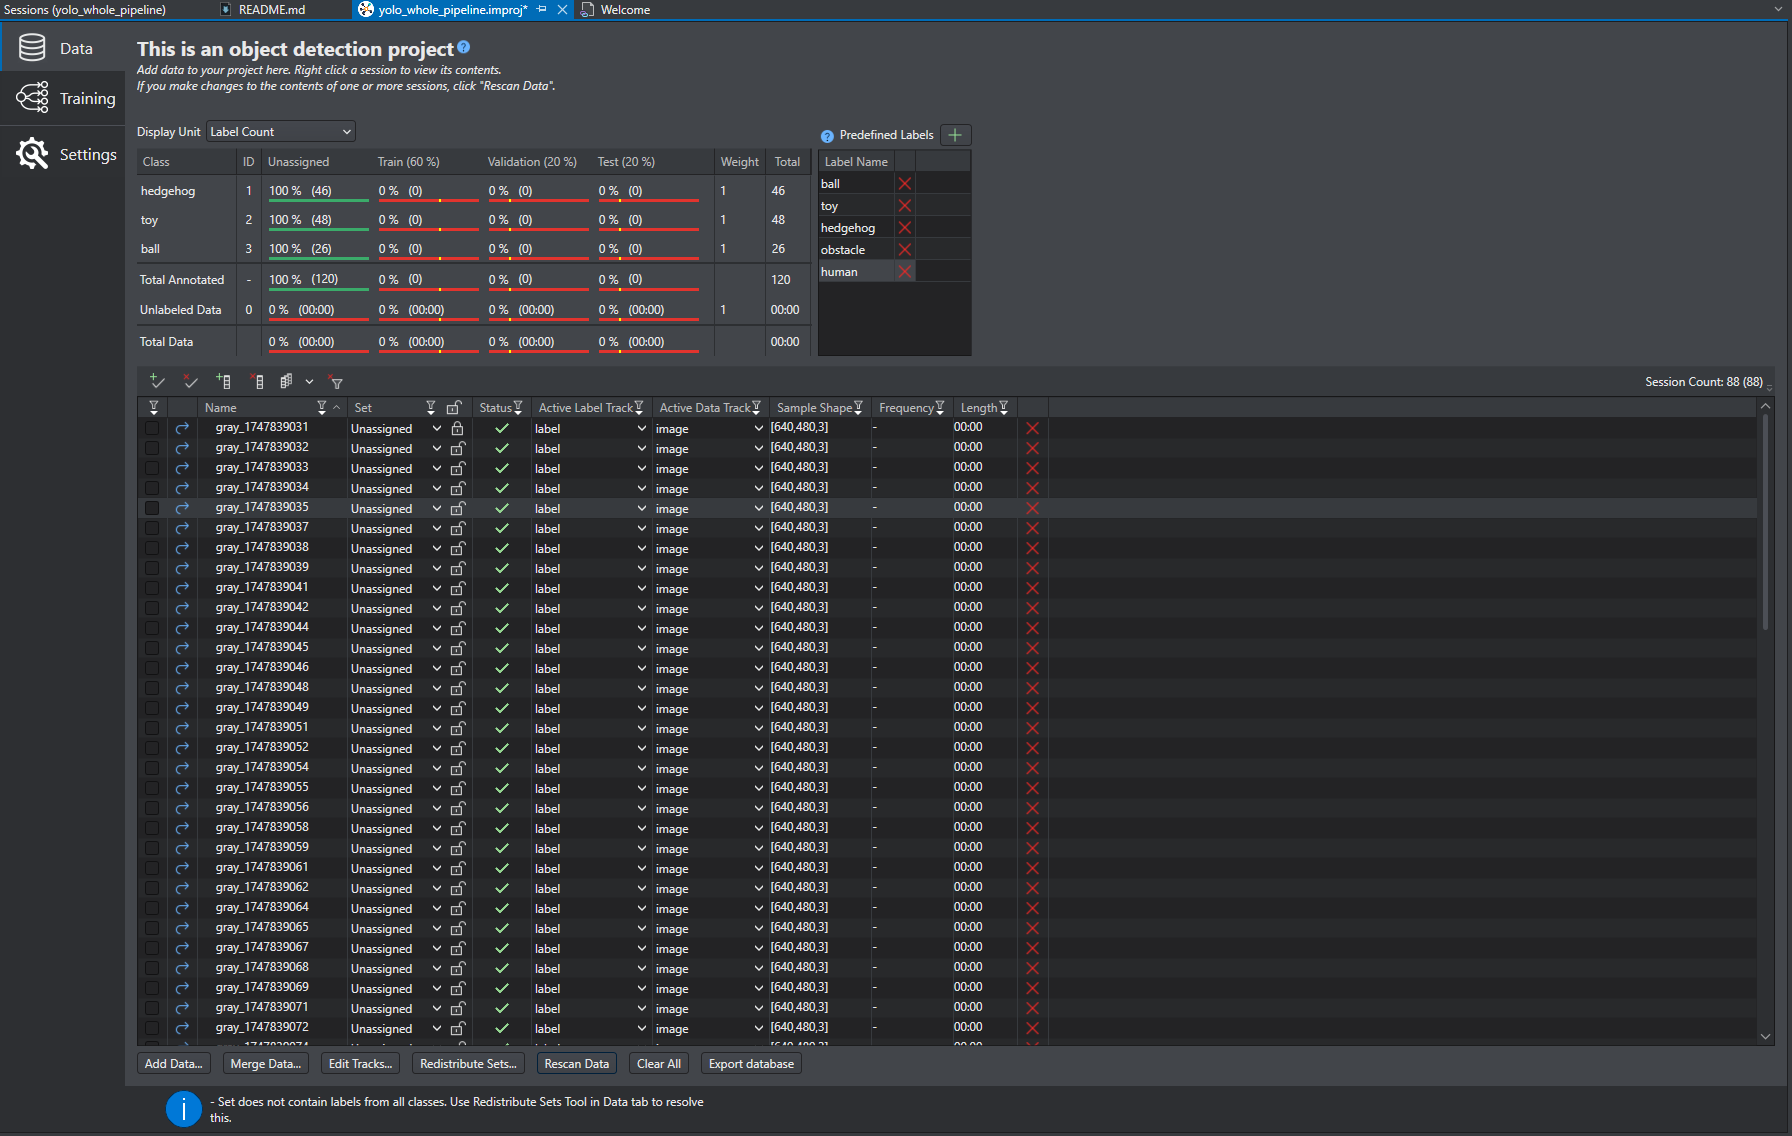 Sessions (yolo_whole_pipeline) README.md yolo_whole_pipeline.improj* Welcome
Data
Training
Settings
This is an object detection project
Add data to your project here. Right click a session to view its contents.
If you make changes to the contents of one or more sessions, click "Rescan Data".
Display Unit Label Count
Class ID Unassigned Train (60 %) Validation (20 %) Test (20 %) Weight Total
hedgehog 1 100 % (46) 0 % (0) 0 % (0) 0 % (0) 1 46
toy 2 100 % (48) 0 % (0) 0 % (0) 0 % (0) 1 48
ball 3 100 % (26) 0 % (0) 0 % (0) 0 % (0) 1 26
Total Annotated - 100 % (120) 0 % (0) 0 % (0) 0 % (0) 120
Unlabeled Data 0 0 % (00:00) 0 % (00:00) 0 % (00:00) 0 % (00:00) 1 00:00
Total Data 0 % (00:00) 0 % (00:00) 0 % (00:00) 0 % (00:00) 00:00
Predefined Labels
Label Name
ball
toy
hedgehog
obstacle
human
Session Count: 88 (88)
Name Set Status Active Label Track Active Data Track Sample Shape Frequency Length
gray_1747839031 Unassigned label image [640,480,3] - 00:00
gray_1747839032 Unassigned label image [640,480,3] - 00:00
gray_1747839033 Unassigned label image [640,480,3] - 00:00
gray_1747839034 Unassigned label image [640,480,3] - 00:00
gray_1747839035 Unassigned label image [640,480,3] - 00:00
gray_1747839037 Unassigned label image [640,480,3] - 00:00
gray_1747839038 Unassigned label image [640,480,3] - 00:00
gray_1747839039 Unassigned label image [640,480,3] - 00:00
gray_1747839041 Unassigned label image [640,480,3] - 00:00
gray_1747839042 Unassigned label image [640,480,3] - 00:00
gray_1747839044 Unassigned label image [640,480,3] - 00:00
gray_1747839045 Unassigned label image [640,480,3] - 00:00
gray_1747839046 Unassigned label image [640,480,3] - 00:00
gray_1747839048 Unassigned label image [640,480,3] - 00:00
gray_1747839049 Unassigned label image [640,480,3] - 00:00
gray_1747839051 Unassigned label image [640,480,3] - 00:00
gray_1747839052 Unassigned label image [640,480,3] - 00:00
gray_1747839054 Unassigned label image [640,480,3] - 00:00
gray_1747839055 Unassigned label image [640,480,3] - 00:00
gray_1747839056 Unassigned label image [640,480,3] - 00:00
gray_1747839058 Unassigned label image [640,480,3] - 00:00
gray_1747839059 Unassigned label image [640,480,3] - 00:00
gray_1747839061 Unassigned label image [640,480,3] - 00:00
gray_1747839062 Unassigned label image [640,480,3] - 00:00
gray_1747839064 Unassigned label image [640,480,3] - 00:00
gray_1747839065 Unassigned label image [640,480,3] - 00:00
gray_1747839067 Unassigned label image [640,480,3] - 00:00
gray_1747839068 Unassigned label image [640,480,3] - 00:00
gray_1747839069 Unassigned label image [640,480,3] - 00:00
gray_1747839071 Unassigned label image [640,480,3] - 00:00
gray_1747839072 Unassigned label image [640,480,3] - 00:00
Add Data... Merge Data... Edit Tracks... Redistribute Sets... Rescan Data Clear All Export database
- Set does not contain labels from all classes. Use Redistribute Sets Tool in Data tab to resolve
this.